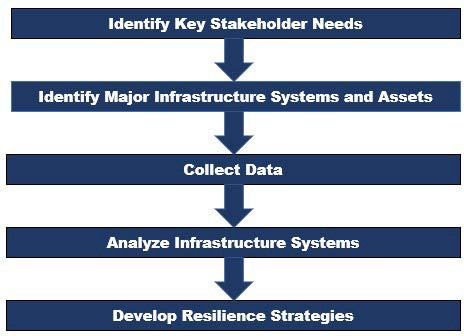 Identify Key Stakeholder Needs
Identify Major Infrastructure Systems and Assets
Collect Data
Analyze Infrastructure Systems
Develop Resilience Strategies